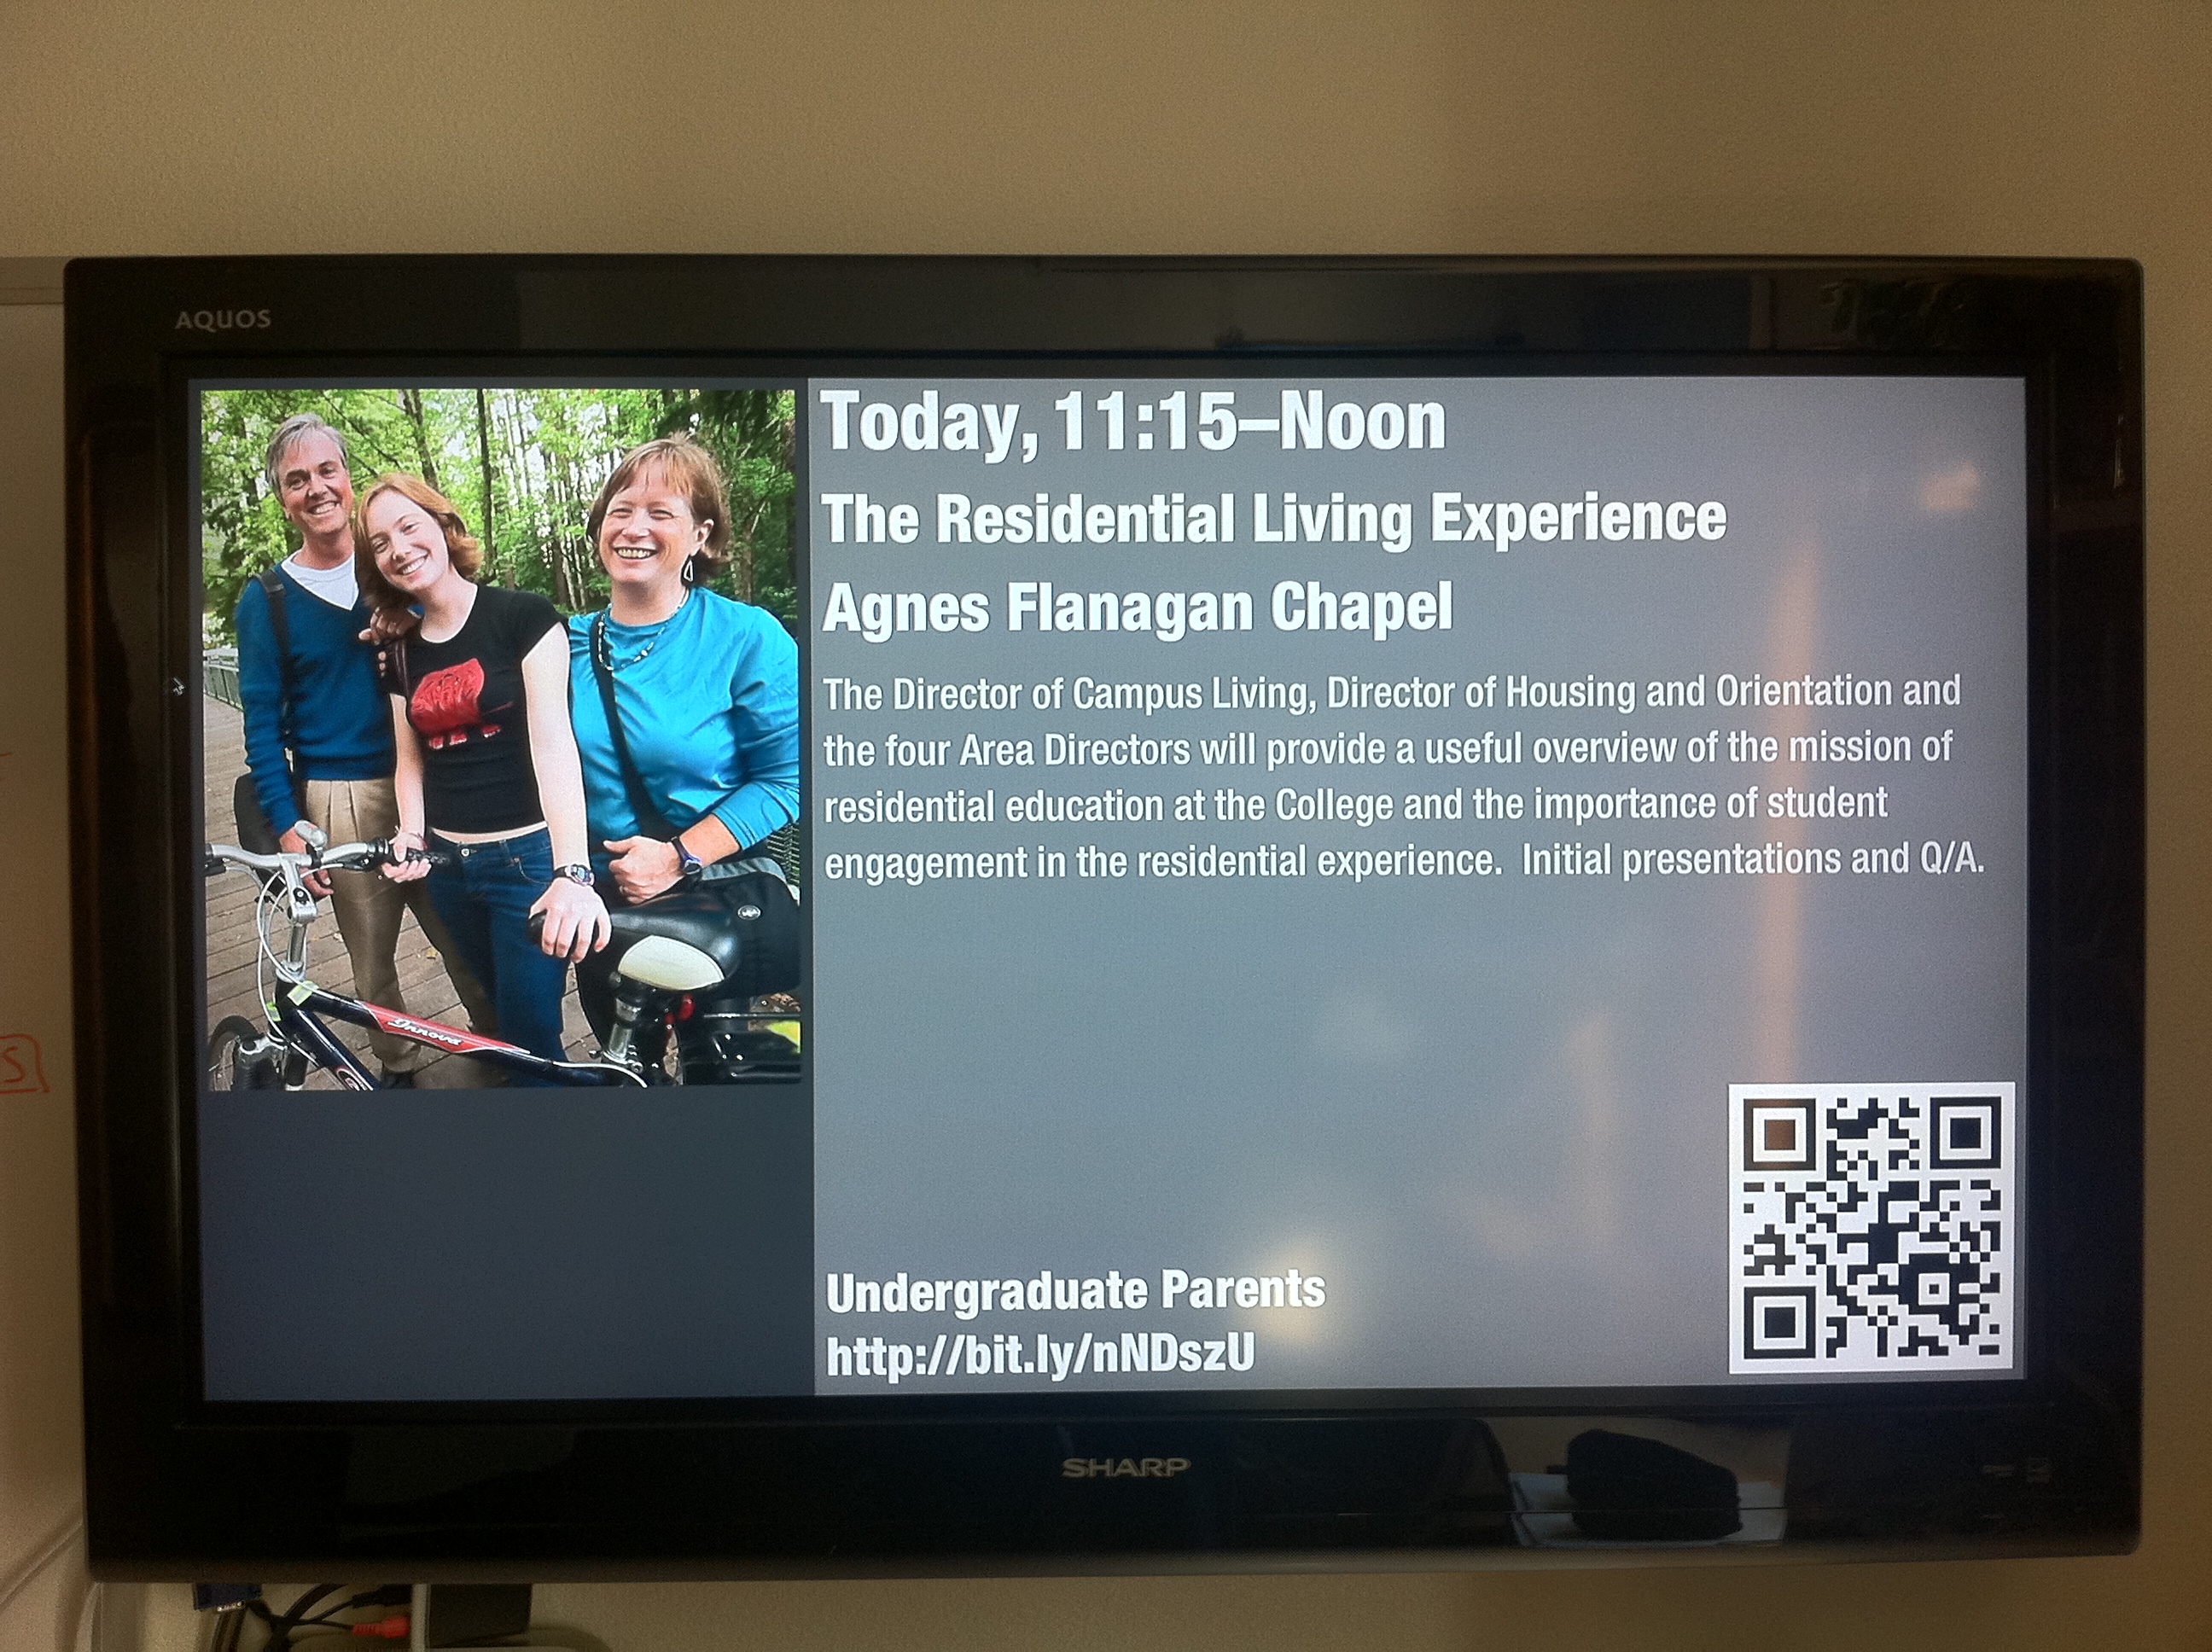 AQUOS
Today, 11:15–Noon
The Residential Living Experience
Agnes Flanagan Chapel
The Director of Campus Living, Director of Housing and Orientation and
the four Area Directors will provide a useful overview of the mission of
residential education at the College and the importance of student
engagement in the residential experience.  Initial presentations and Q/A.
Innova
Undergraduate Parents
http://bit.ly/nNDszU
SHARP
S